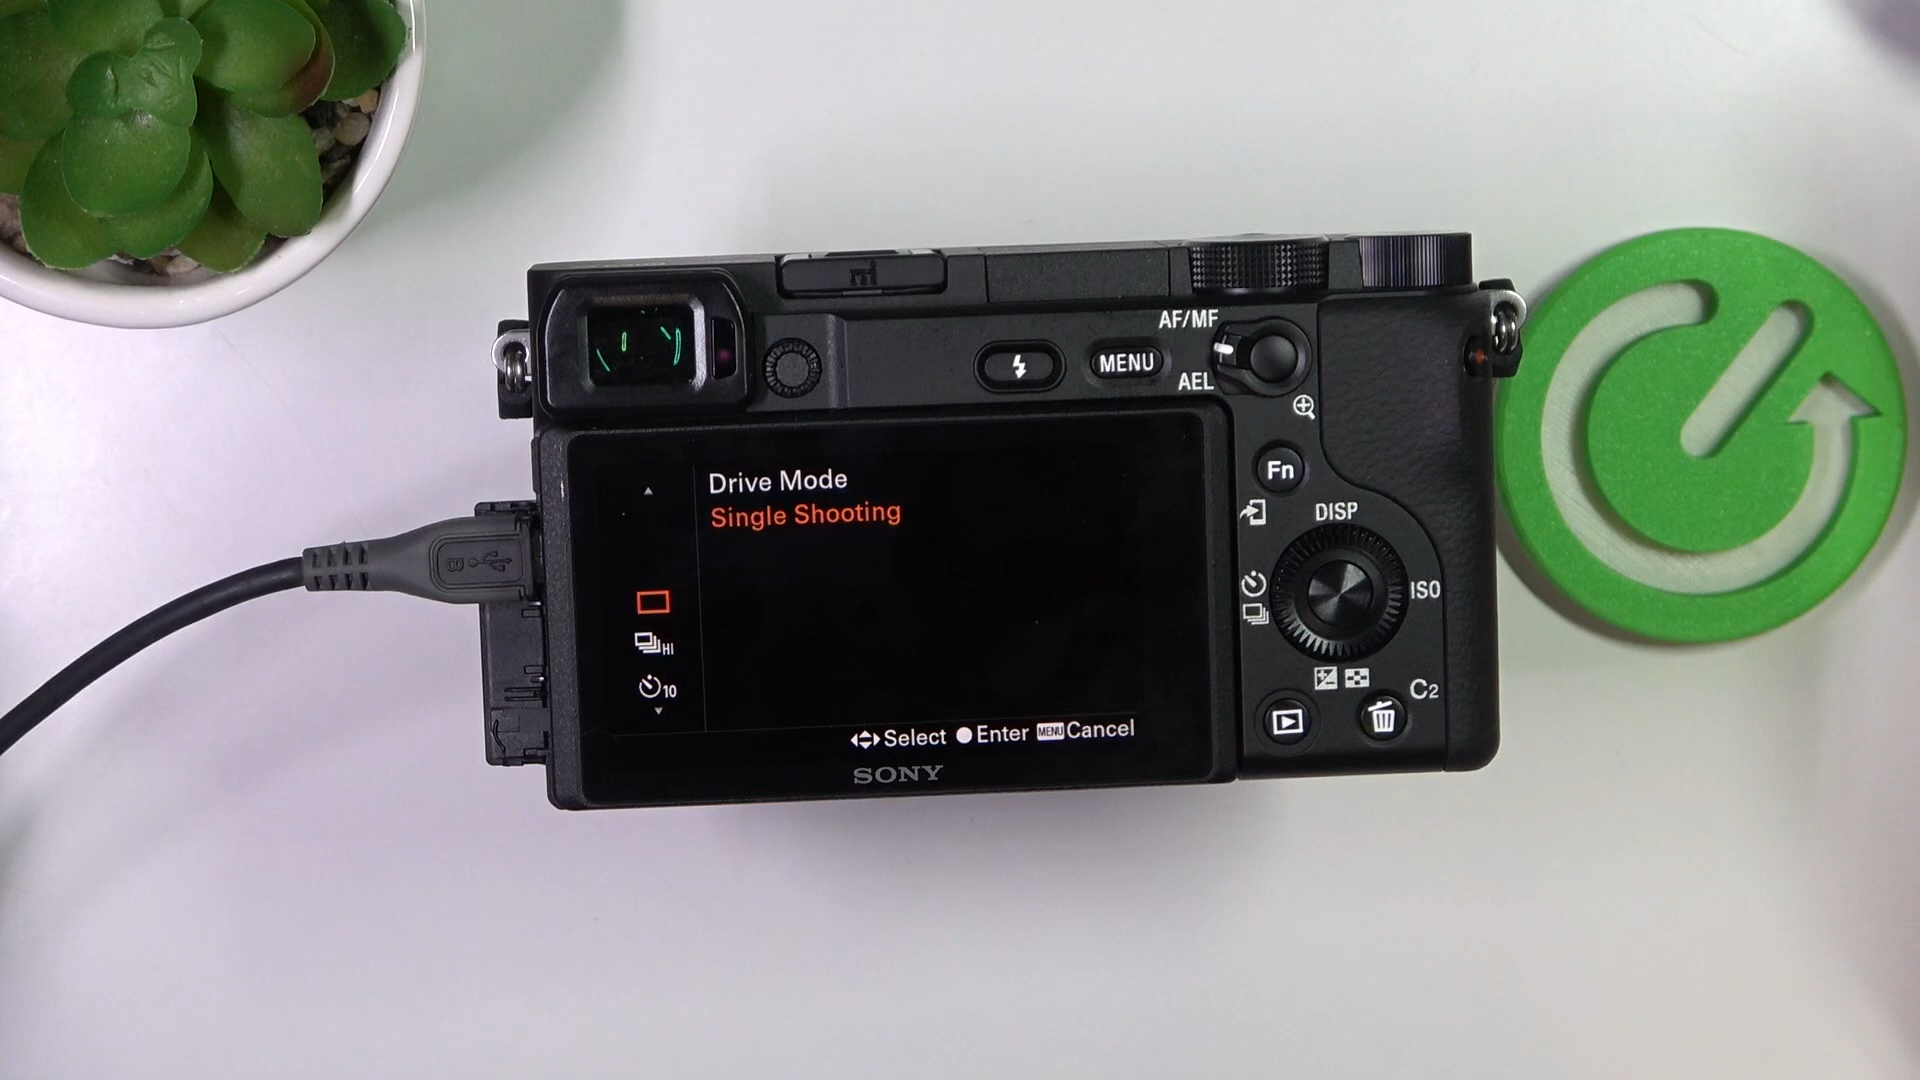 AF/MF
MENU
AEL
Fn
DISP
ISO
C2
B
Drive Mode
Single Shooting
HI
10
Select Enter MENU Cancel
SONY